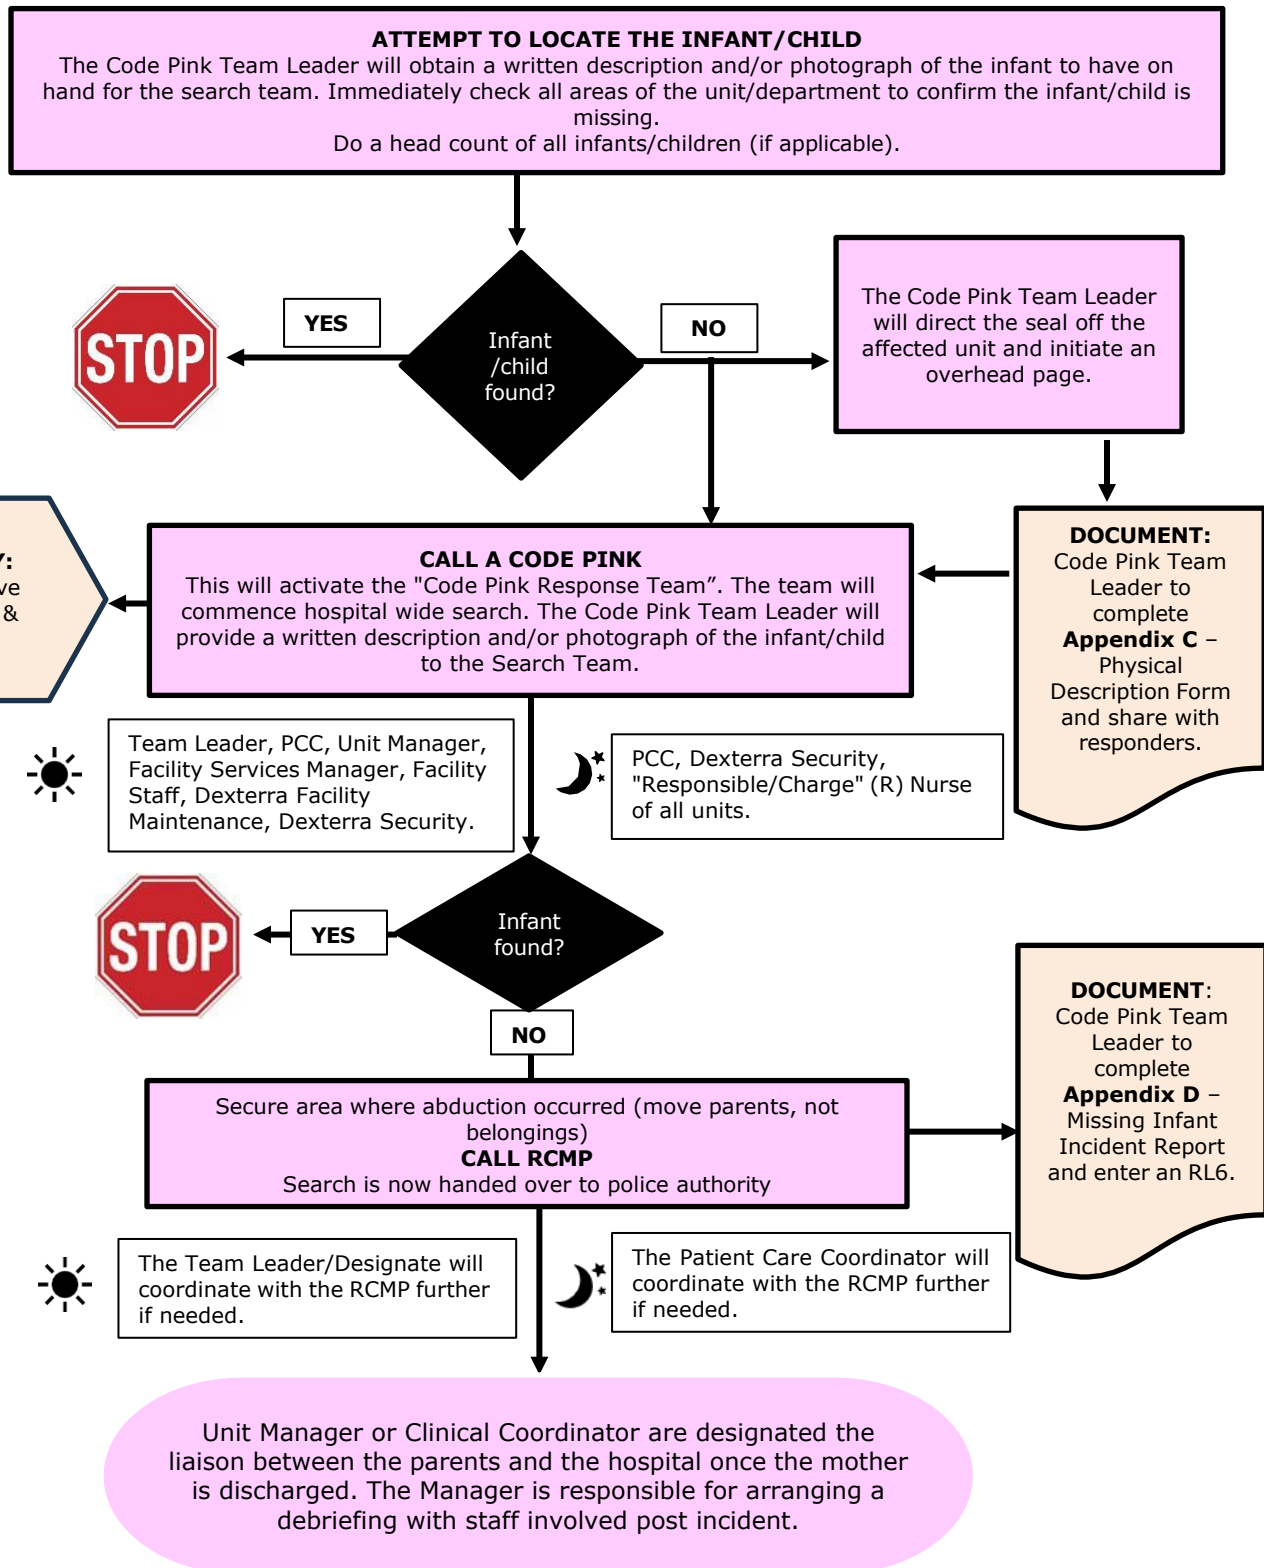 ATTEMPT TO LOCATE THE INFANT/CHILD
The Code Pink Team Leader will obtain a written description and/or photograph of the infant to have on
hand for the search team. Immediately check all areas of the unit/department to confirm the infant/child is
missing.
Do a head count of all infants/children (if applicable).
STOP
YES
Infant
/child
found?
NO
The Code Pink Team Leader
will direct the seal off the
affected unit and initiate an
overhead page.
&
CALL A CODE PINK
This will activate the "Code Pink Response Team”. The team will
commence hospital wide search. The Code Pink Team Leader will
provide a written description and/or photograph of the infant/child
to the Search Team.
DOCUMENT:
Code Pink Team
Leader to
complete
Appendix C –
Physical
Description Form
and share with
responders.
Team Leader, PCC, Unit Manager,
Facility Services Manager, Facility
Staff, Dexterra Facility
Maintenance, Dexterra Security.
PCC, Dexterra Security,
"Responsible/Charge" (R) Nurse
of all units.
STOP
YES
Infant
found?
NO
Secure area where abduction occurred (move parents, not
belongings)
CALL RCMP
Search is now handed over to police authority
DOCUMENT:
Code Pink Team
Leader to
complete
Appendix D –
Missing Infant
Incident Report
and enter an RL6.
The Team Leader/Designate will
coordinate with the RCMP further
if needed.
The Patient Care Coordinator will
coordinate with the RCMP further
if needed.
Unit Manager or Clinical Coordinator are designated the
liaison between the parents and the hospital once the mother
is discharged. The Manager is responsible for arranging a
debriefing with staff involved post incident.